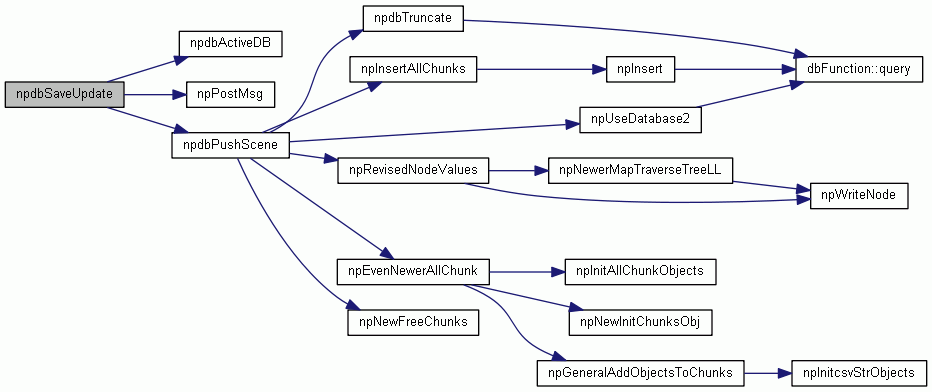 npdbSaveUpdate
npdbActiveDB
npPostMsg
npdbPushScene
npdbTruncate
npInsertAllChunks
npInsert
dbFunction::query
npUseDatabase2
npRevisedNodeValues
npNewerMapTraverseTreeLL
npWriteNode
npEvenNewerAllChunk
npInitAllChunkObjects
npNewInitChunksObj
npNewFreeChunks
npGeneralAddObjectsToChunks
npInitcsvStrObjects